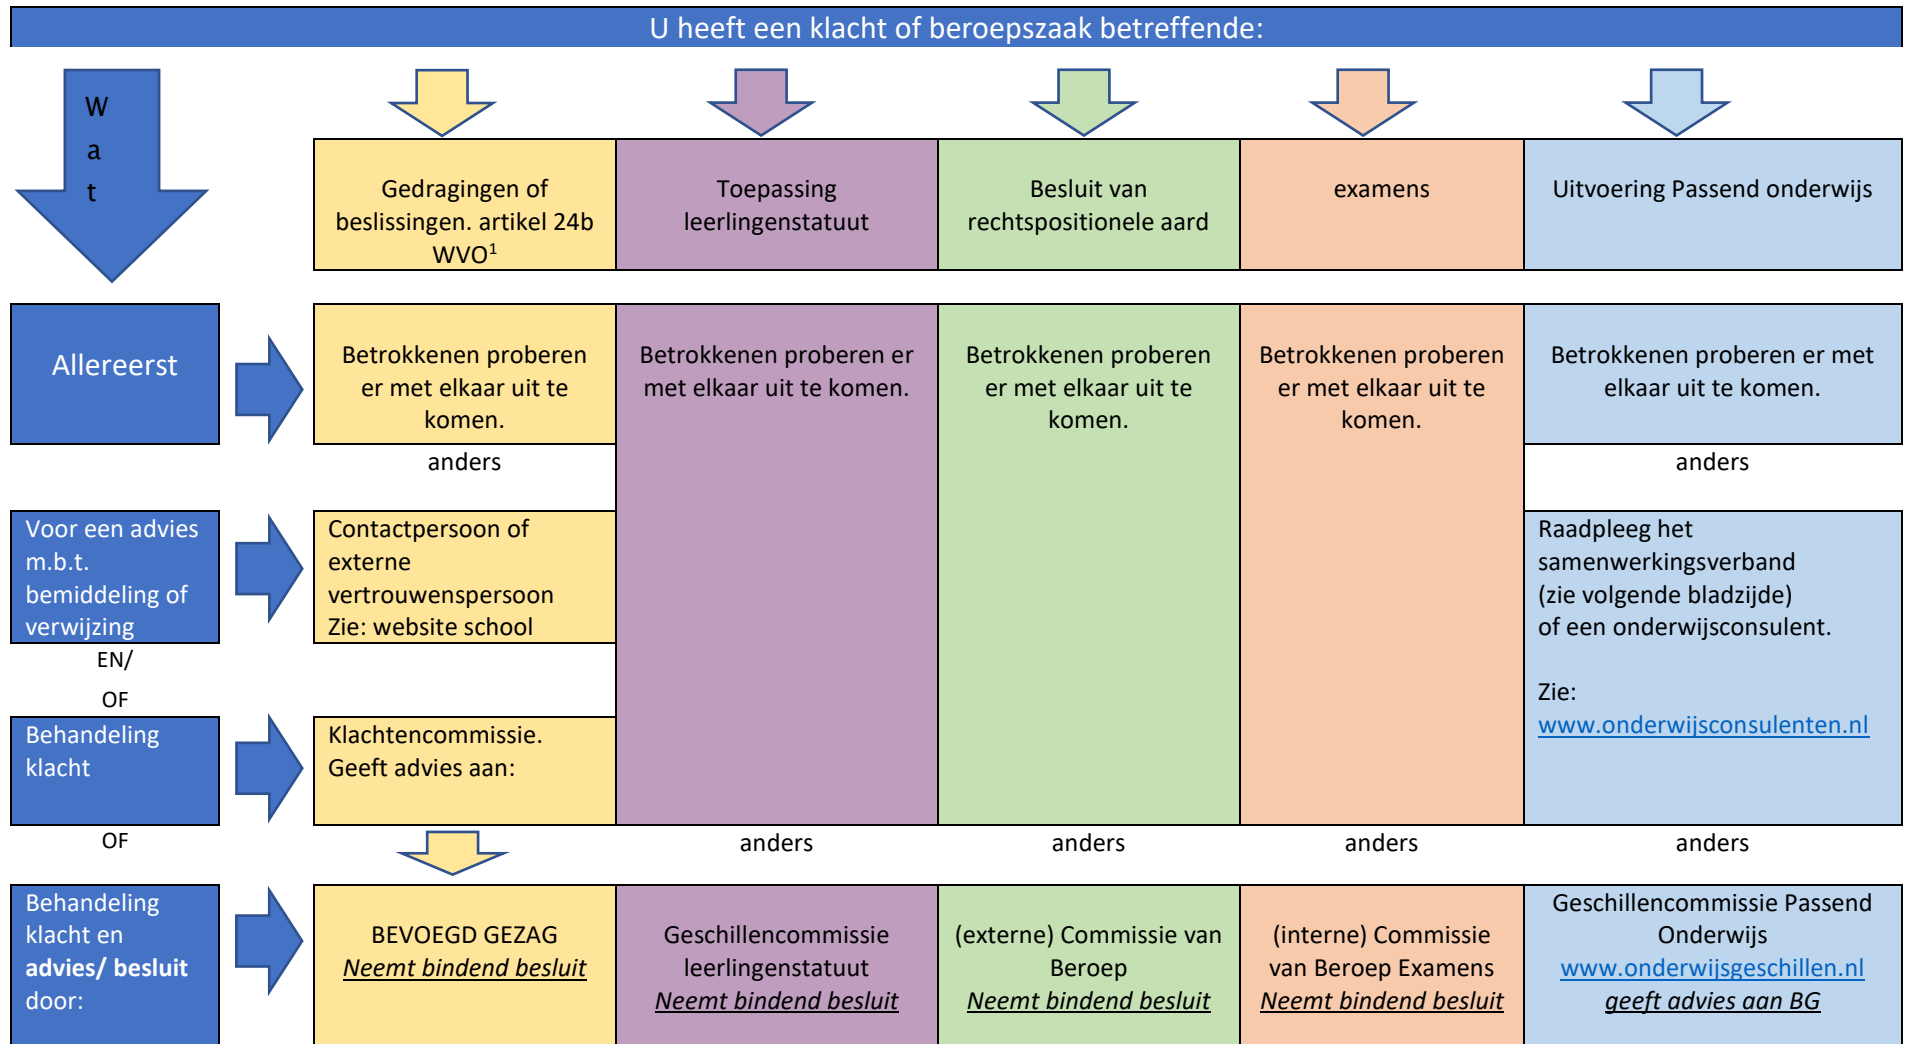 U heeft een klacht of beroepszaak betreffende:
W
a
t
Gedragingen of
beslissingen. artikel 24b
WVO¹
Toepassing
leerlingenstatuut
Besluit van
rechtspositionele aard
examens
Uitvoering Passend onderwijs
Allereerst
Betrokkenen proberen
er met elkaar uit te
komen.
Betrokkenen proberen er
met elkaar uit te komen.
Betrokkenen proberen
er met elkaar uit te
komen.
Betrokkenen proberen
er met elkaar uit te
komen.
Betrokkenen proberen er met
elkaar uit te komen.
anders
anders
Voor een advies
m.b.t.
bemiddeling of
verwijzing
Contactpersoon of
externe
vertrouwenspersoon
Zie: website school
Raadpleeg het
samenwerkingsverband
(zie volgende bladzijde)
of een onderwijsconsulent.
Zie:
www.onderwijsconsulenten.nl
EN/
OF
Behandeling
klacht
Klachtencommissie.
Geeft advies aan:
OF
anders
anders
anders
anders
Behandeling
klacht en
advies/ besluit
door:
BEVOEGD GEZAG
Neemt bindend besluit
Geschillencommissie
leerlingenstatuut
Neemt bindend besluit
(externe) Commissie van
Beroep
Neemt bindend besluit
(interne) Commissie
van Beroep Examens
Neemt bindend besluit
Geschillencommissie Passend
Onderwijs
www.onderwijsgeschillen.nl
geeft advies aan BG